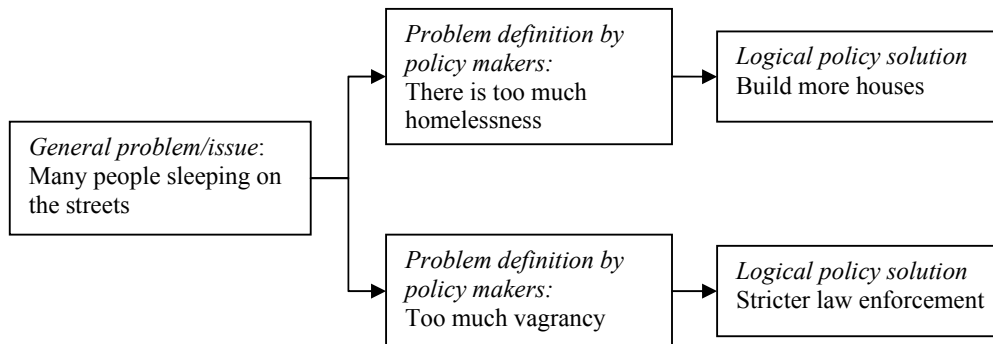 General problem/issue:
Many people sleeping on
the streets
Problem definition by
policy makers:
There is too much
homelessness
Logical policy solution
Build more houses
Problem definition by
policy makers:
Too much vagrancy
Logical policy solution
Stricter law enforcement